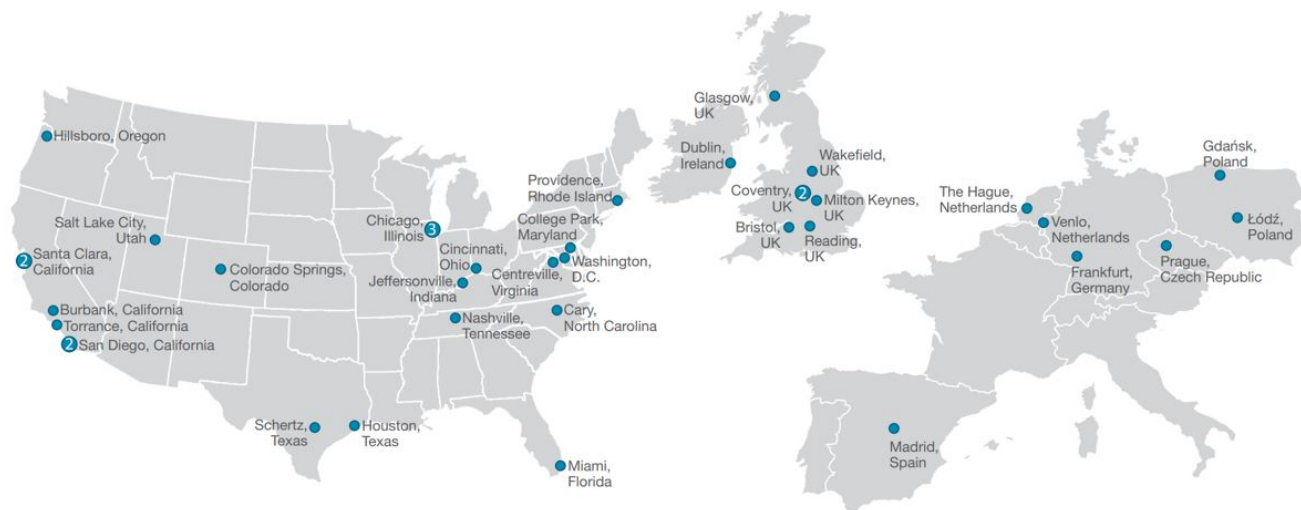 Hillsboro, Oregon
Salt Lake City,
Utah
2
Santa Clara,
California
Colorado Springs,
Colorado
Burbank, California
Torrance, California
2
San Diego, California
Schertz,
Texas
Houston,
Texas
Miami,
Florida
Chicago,
Illinois
3
Cincinnati,
Ohio
Jeffersonville,
Indiana
Nashville,
Tennessee
Providence,
Rhode Island
College Park,
Maryland
Washington,
D.C.
Centreville,
Virginia
Cary,
North Carolina
Glasgow,
UK
Dublin,
Ireland
Wakefield,
UK
Coventry,
UK
2
Milton Keynes,
UK
Bristol,
UK
Reading,
UK
The Hague,
Netherlands
Venlo,
Netherlands
Frankfurt,
Germany
Gdańsk,
Poland
Łódź,
Poland
Prague,
Czech Republic
Madrid,
Spain